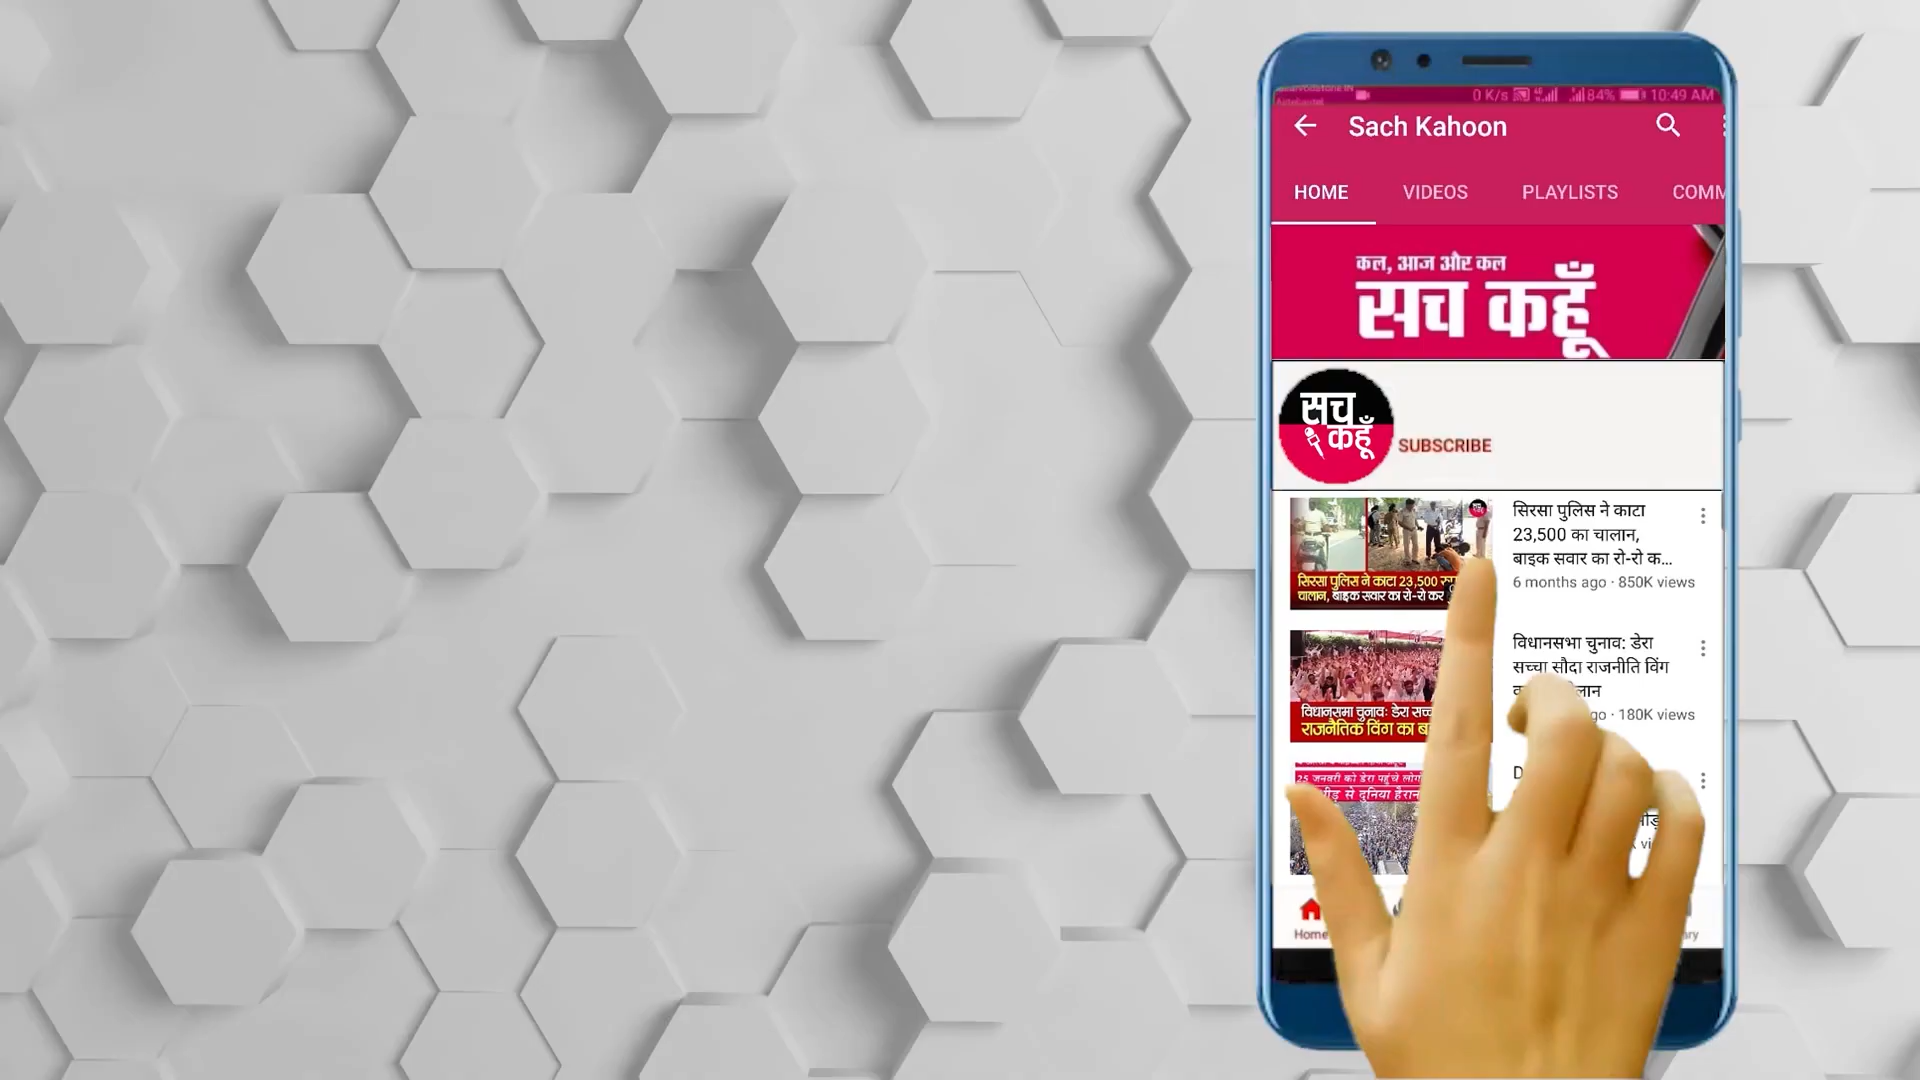 0 K/s 84% 10:49 AM
Sach Kahoon
HOME VIDEOS PLAYLISTS COMM
कल, आज और कल
सच कहूँ
सच
कहूँ
SUBSCRIBE
सिरसा पुलिस ने काटा 23,500
चालान, बाइक सवार का रो-रो कर
सिरसा पुलिस ने काटा
23,500 का चालान,
बाइक सवार का रो-रो क...
6 months ago · 850K views
विधानसभा चुनाव: डेरा
राजनैतिक विंग का
विधानसभा चुनाव: डेरा
सच्चा सौदा राजनीति विंग
180K views
25 जनवरी को डेरा पहुंचे
से दुनिया हैरान
Home